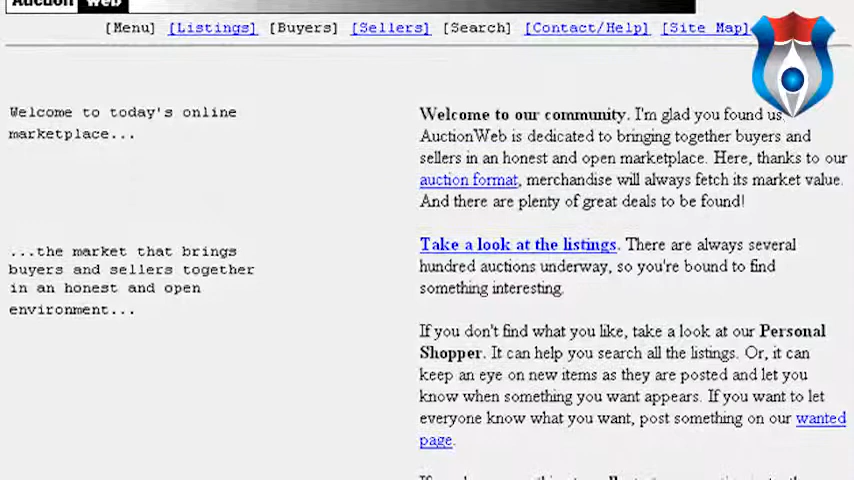 Auction Web
[Menu] [Listings] [Buyers] [Sellers] [Search] [Contact/Help] [Site Map]
Welcome to today's online
marketplace...
...the market that brings
buyers and sellers together
in an honest and open
environment...
Welcome to our community. I'm glad you found us.
AuctionWeb is dedicated to bringing together buyers and
sellers in an honest and open marketplace. Here, thanks to our
auction format, merchandise will always fetch its market value.
And there are plenty of great deals to be found!
Take a look at the listings. There are always several
hundred auctions underway, so you're bound to find
something interesting.
If you don't find what you like, take a look at our Personal
Shopper. It can help you search all the listings. Or, it can
keep an eye on new items as they are posted and let you
know when something you want appears. If you want to let
everyone know what you want, post something on our wanted
page.